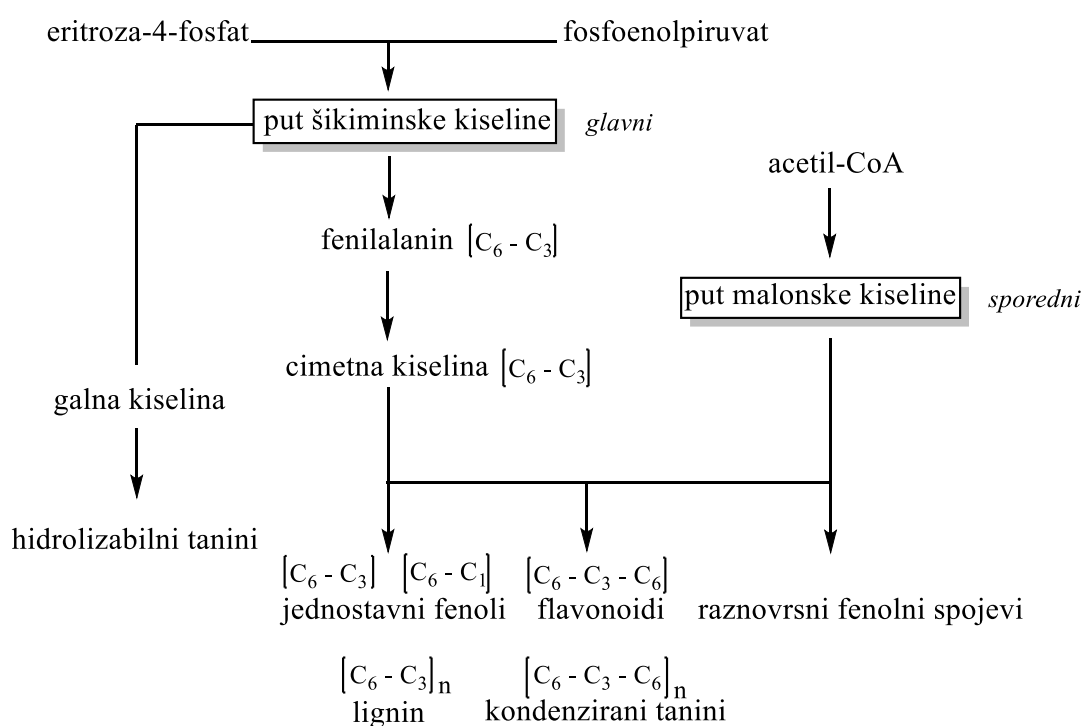 eritroza-4-fosfat fosfoenolpiruvat
put šikiminske kiseline glavni
acetil-CoA
fenilalanin [C₆ - C₃]
put malonske kiseline sporedni
cimetna kiselina [C₆ - C₃]
galna kiselina
hidrolizabilni tanini
[C₆ - C₃] [C₆ - C₁] [C₆ - C₃ - C₆]
jednostavni fenoli flavonoidi raznovrsni fenolni spojevi
[C₆ - C₃]n [C₆ - C₃ - C₆]n
lignin kondenzirani tanini